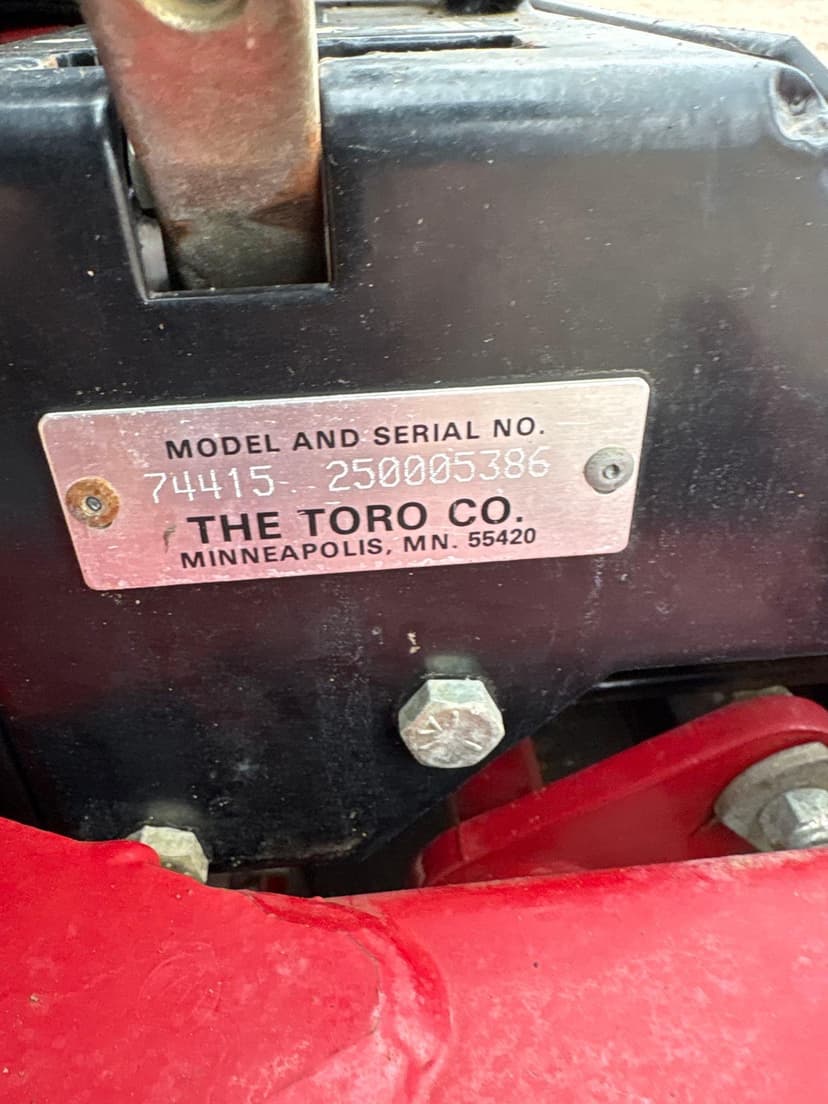 MODEL AND SERIAL NO.
74415- 250005386
THE TORO CO.
MINNEAPOLIS, MN. 55420